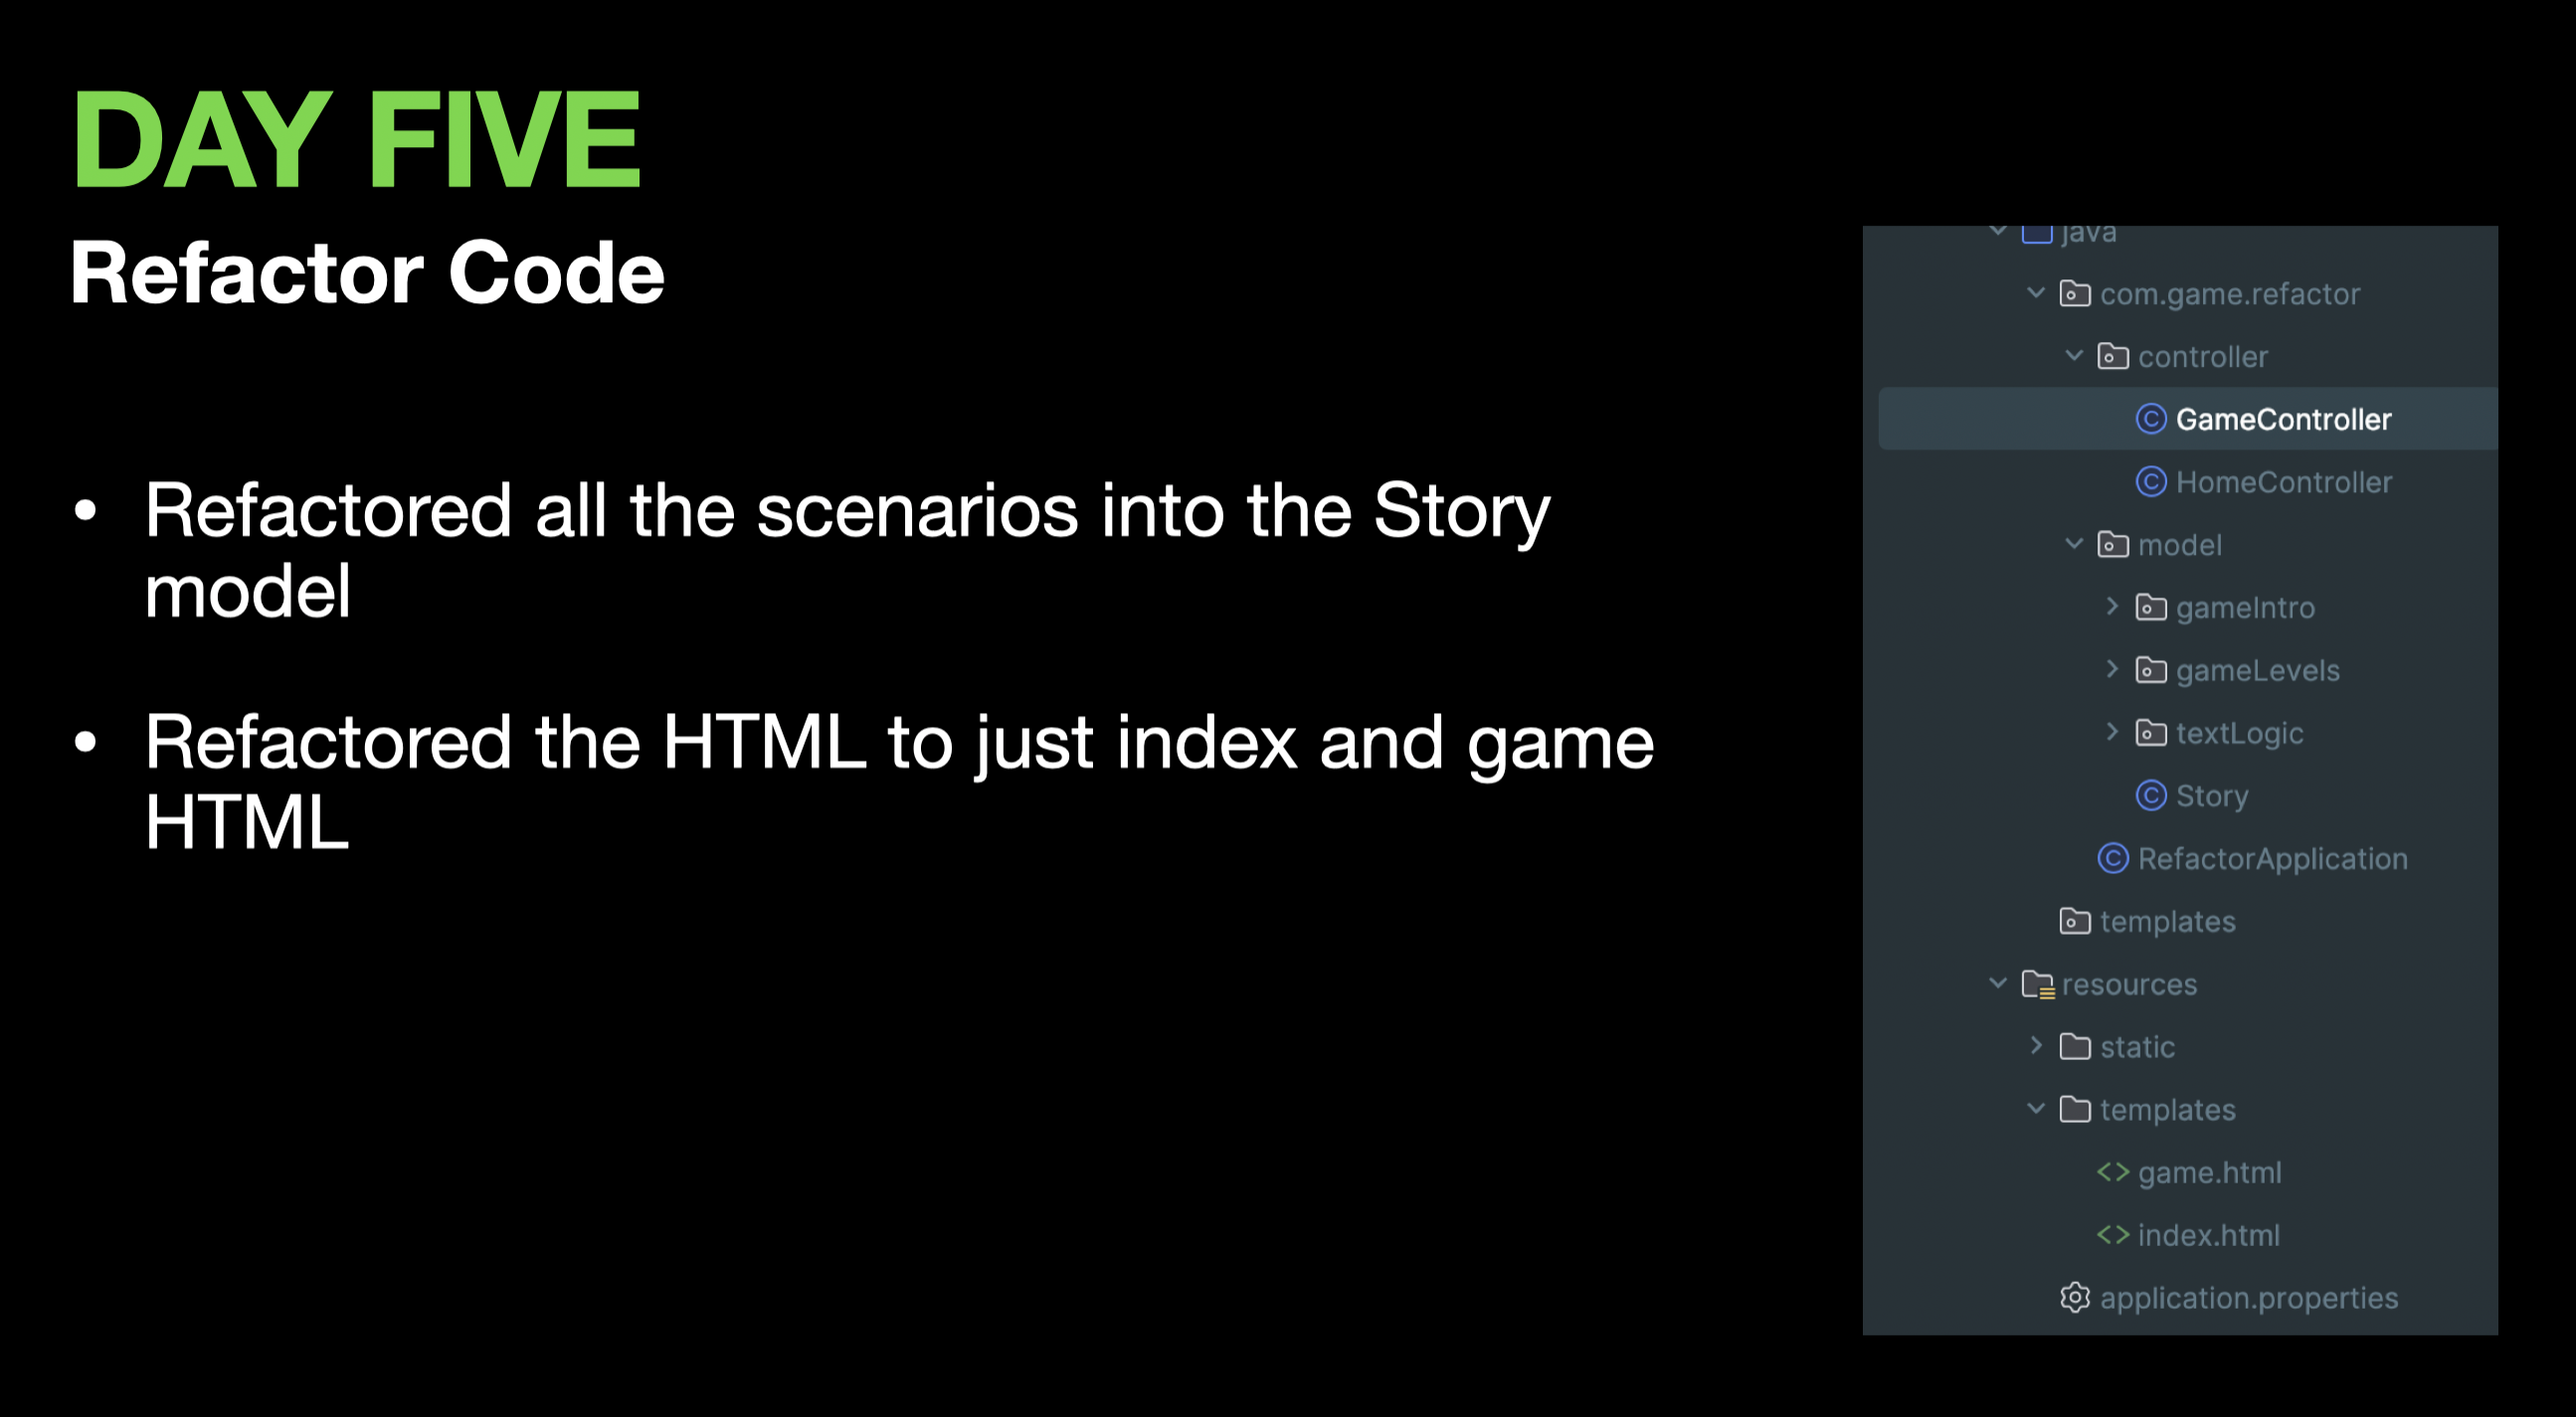 DAY FIVE
Refactor Code
• Refactored all the scenarios into the Story
model
• Refactored the HTML to just index and game
HTML
java
com.game.refactor
controller
GameController
HomeController
model
gameIntro
gameLevels
textLogic
Story
RefactorApplication
templates
resources
static
templates
game.html
index.html
application.properties